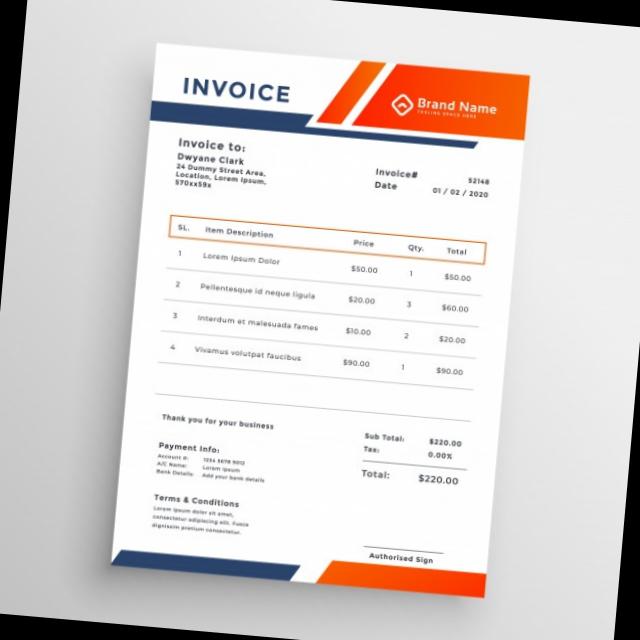 INVOICE
Brand Name
TAGLINE SPACE HERE
Invoice to:
Dwyane Clark
24 Dummy Street Area,
Location, Lorem Ipsum,
570xx59x
Invoice# 52148
Date 01 / 02 / 2020
SL. Item Description Price Qty. Total
1 Lorem Ipsum Dolor $50.00 1 $50.00
2 Pellentesque id neque ligula $20.00 3 $60.00
3 Interdum et malesuada fames $10.00 2 $20.00
4 Vivamus volutpat faucibus $90.00 1 $90.00
Thank you for your business
Sub Total: $220.00
Tax: 0.00%
Total: $220.00
Payment Info:
Account #: 1234 5678 9012
A/C Name: Lorem Ipsum
Bank Details: Add your bank details
Terms & Conditions
Lorem ipsum dolor sit amet,
consectetur adipiscing elit. Fusce
dignissim pretium consectetur.
Authorised Sign